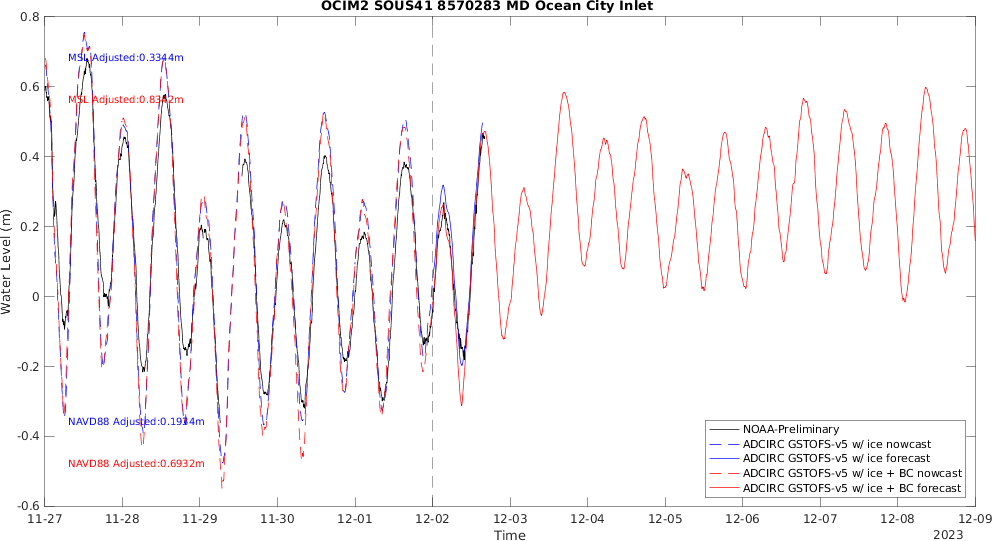 OCIM2 SOUS41 8570283 MD Ocean City Inlet
0.8
0.6
0.4
0.2
0
-0.2
-0.4
-0.6
Water Level (m)
MSL Adjusted:0.3344m
MSL Adjusted:0.8342m
NAVD88 Adjusted:0.1934m
NAVD88 Adjusted:0.6932m
NOAA-Preliminary
ADCIRC GSTOFS-v5 w/ ice nowcast
ADCIRC GSTOFS-v5 w/ ice forecast
ADCIRC GSTOFS-v5 w/ ice + BC nowcast
ADCIRC GSTOFS-v5 w/ ice + BC forecast
11-27 11-28 11-29 11-30 12-01 12-02 12-03 12-04 12-05 12-06 12-07 12-08 12-09
Time
2023